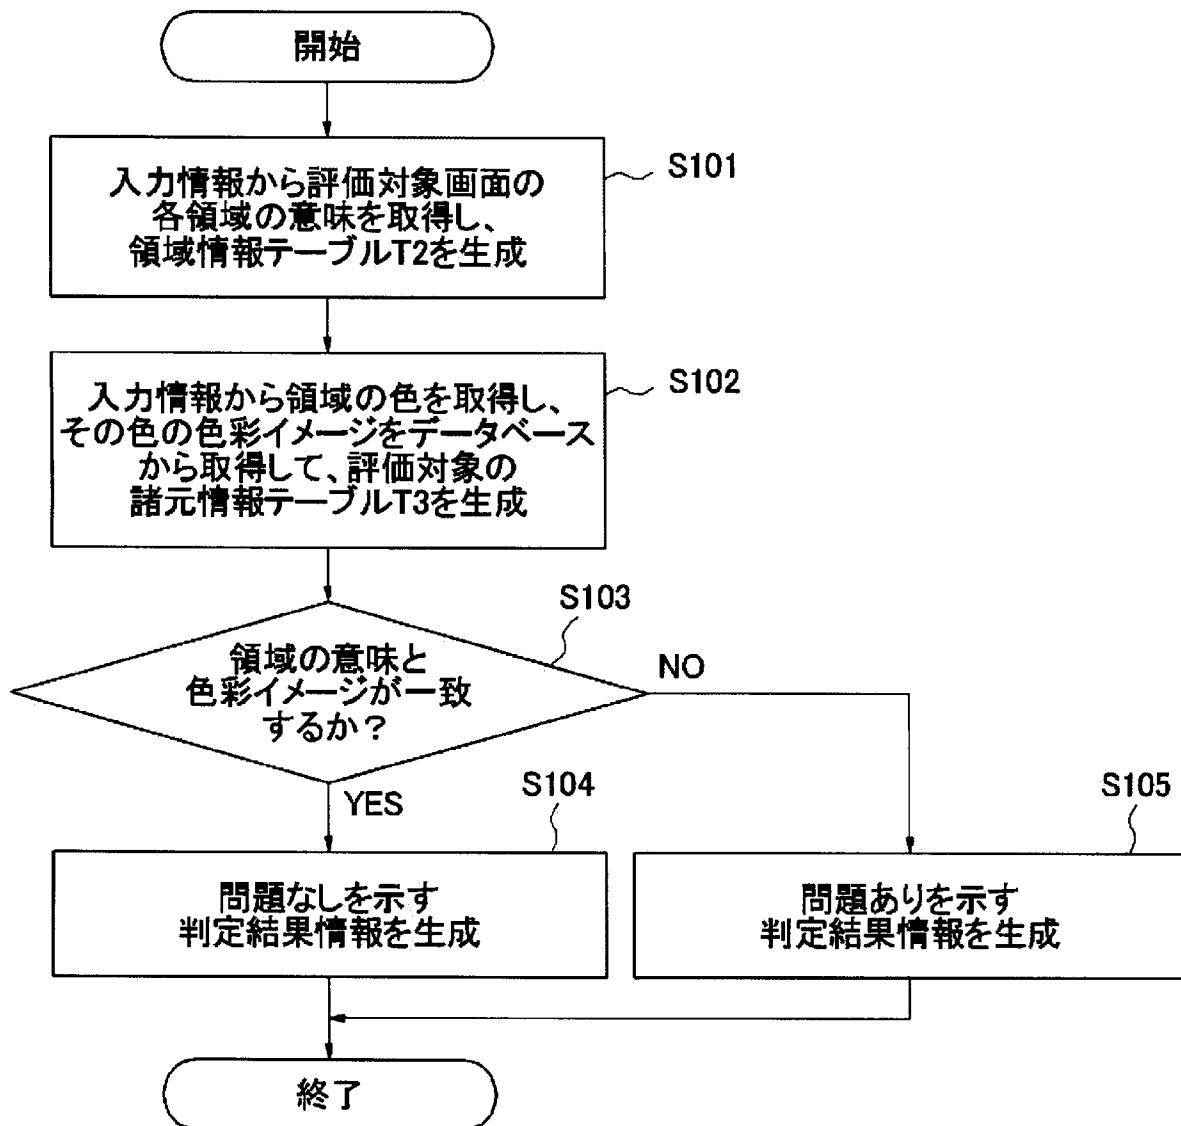 開始
S101
入力情報から評価対象画面の
各領域の意味を取得し、
領域情報テーブルT2を生成
S102
入力情報から領域の色を取得し、
その色の色彩イメージをデータベース
から取得して、評価対象の
諸元情報テーブルT3を生成
S103
領域の意味と
色彩イメージが一致
するか？
NO
YES
S104
問題なしを示す
判定結果情報を生成
S105
問題ありを示す
判定結果情報を生成
終了